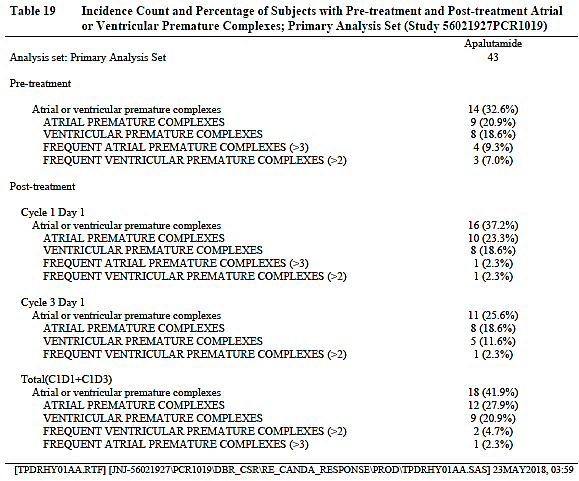 Table 19 Incidence Count and Percentage of Subjects with Pre-treatment and Post-treatment Atrial
or Ventricular Premature Complexes; Primary Analysis Set (Study 56021927PCR1019)
Apalutamide
Analysis set: Primary Analysis Set 43
Pre-treatment
Atrial or ventricular premature complexes 14 (32.6%)
ATRIAL PREMATURE COMPLEXES 9 (20.9%)
VENTRICULAR PREMATURE COMPLEXES 8 (18.6%)
FREQUENT ATRIAL PREMATURE COMPLEXES (>3) 4 (9.3%)
FREQUENT VENTRICULAR PREMATURE COMPLEXES (>2) 3 (7.0%)
Post-treatment
Cycle 1 Day 1
Atrial or ventricular premature complexes 16 (37.2%)
ATRIAL PREMATURE COMPLEXES 10 (23.3%)
VENTRICULAR PREMATURE COMPLEXES 8 (18.6%)
FREQUENT ATRIAL PREMATURE COMPLEXES (>3) 1 (2.3%)
FREQUENT VENTRICULAR PREMATURE COMPLEXES (>2) 1 (2.3%)
Cycle 3 Day 1
Atrial or ventricular premature complexes 11 (25.6%)
ATRIAL PREMATURE COMPLEXES 8 (18.6%)
VENTRICULAR PREMATURE COMPLEXES 5 (11.6%)
FREQUENT VENTRICULAR PREMATURE COMPLEXES (>2) 1 (2.3%)
Total(C1D1+C1D3)
Atrial or ventricular premature complexes 18 (41.9%)
ATRIAL PREMATURE COMPLEXES 12 (27.9%)
VENTRICULAR PREMATURE COMPLEXES 9 (20.9%)
FREQUENT VENTRICULAR PREMATURE COMPLEXES (>2) 2 (4.7%)
FREQUENT ATRIAL PREMATURE COMPLEXES (>3) 1 (2.3%)
[TPDRHY01AA.RTF] [JNJ-56021927\PCR1019\DBR_CSR\RE_CANDA_RESPONSE\PROD\TPDRHY01AA.SAS] 23MAY2018, 03:59